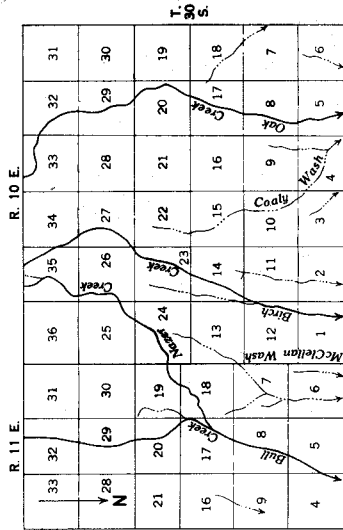 R. 11 E. R. 10 E.
33 32 31 36 35 34 33 32 31
28 29 30 25 26 27 28 29 30
21 20 19 24 23 22 21 20 19
16 17 18 13 14 15 16 17 18
9 8 7 12 11 10 9 8 7
4 5 6 1 2 3 4 5 6
N
Creek
Nazer
Bull Creek
Birch Creek
McClellan Wash
Coaly Wash
Oak Creek
T.
30
S.